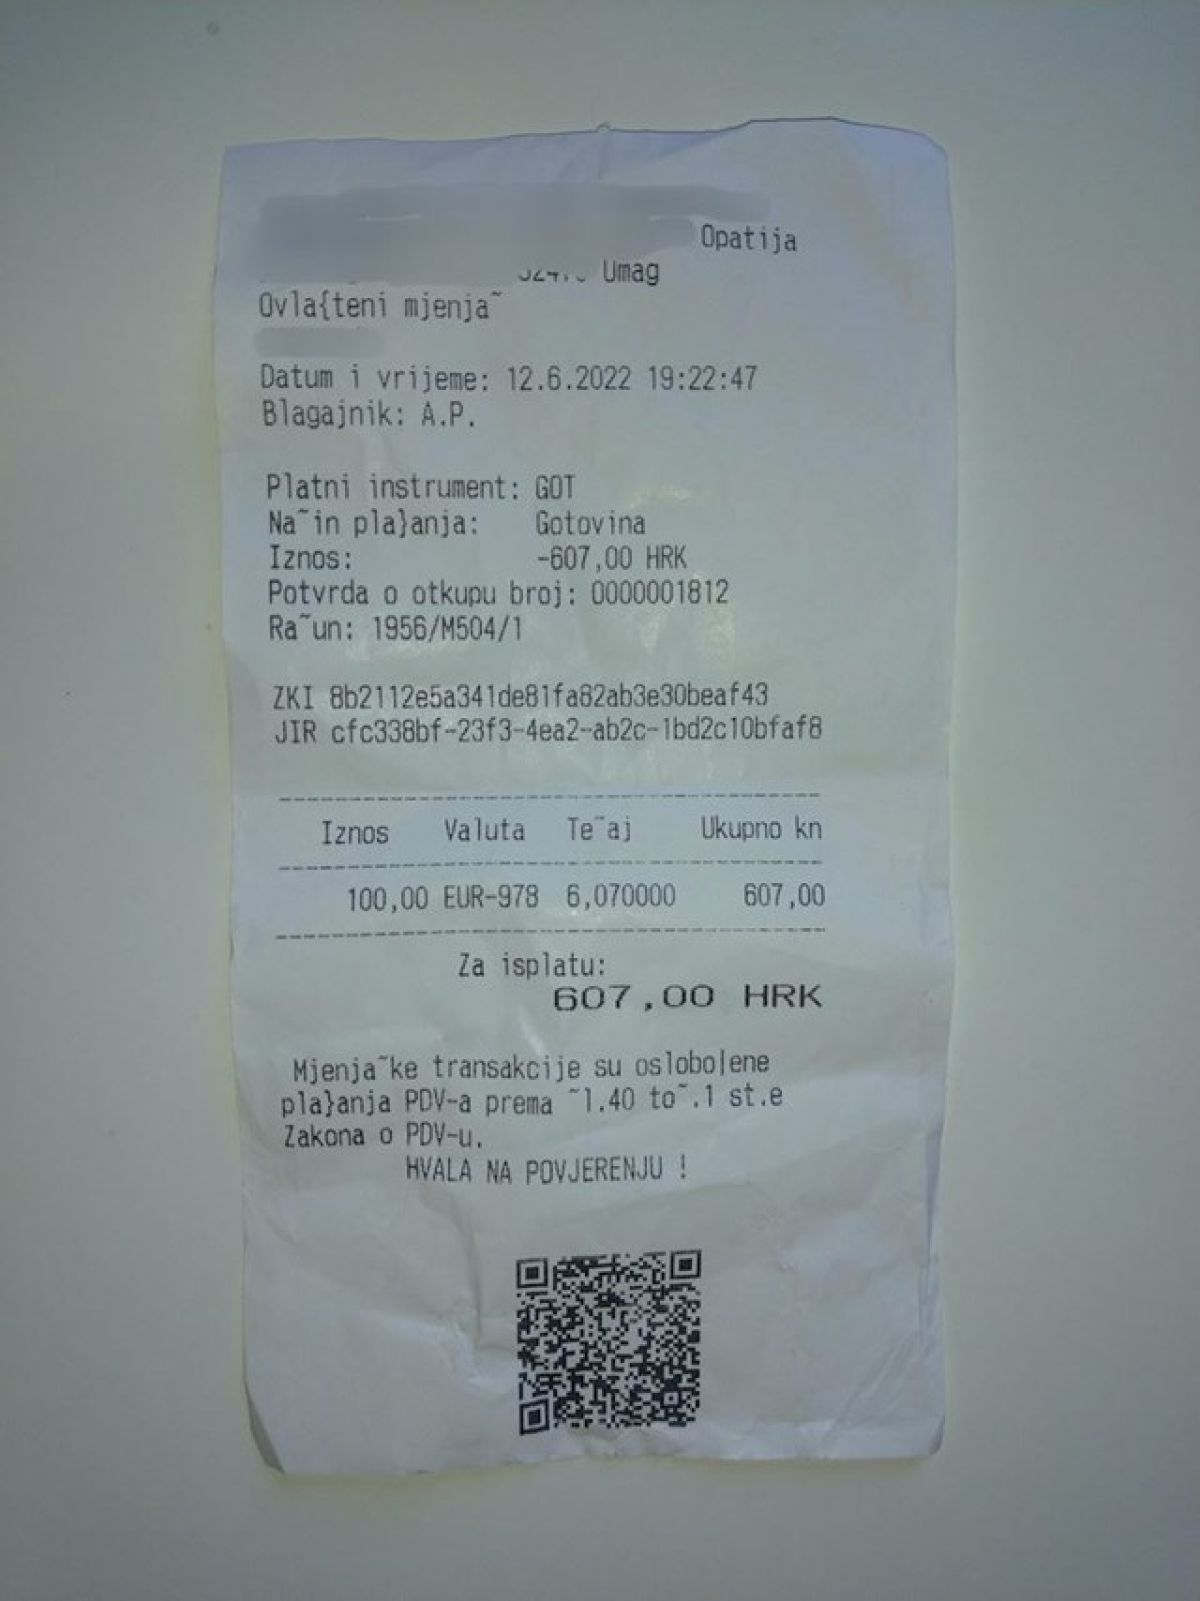 Opatija
Umag
Ovla{teni mjenja~
Datum i vrijeme: 12.6.2022 19:22:47
Blagajnik: A.P.
Platni instrument: GOT
Na~in pla}anja: Gotovina
Iznos: -607,00 HRK
Potvrda o otkupu broj: 0000001812
Ra~un: 1956/M504/1
ZKI 8b2112e5a341de81fa82ab3e30beaf43
JIR cfc338bf-23f3-4ea2-ab2c-1bd2c10bfaf8
Iznos Valuta Te~aj Ukupno kn
100,00 EUR-978 6,070000 607,00
Za isplatu:
607,00 HRK
Mjenja~ke transakcije su oslobo|ene
pla}anja PDV-a prema ~1.40 to~.1 st.e
Zakona o PDV-u.
HVALA NA POVJERENJU !